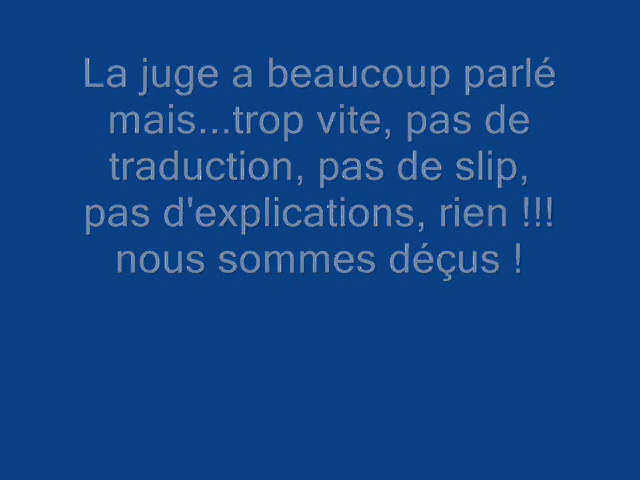 La juge a beaucoup parlé
mais...trop vite, pas de
traduction, pas de slip,
pas d'explications, rien !!!
nous sommes déçus !